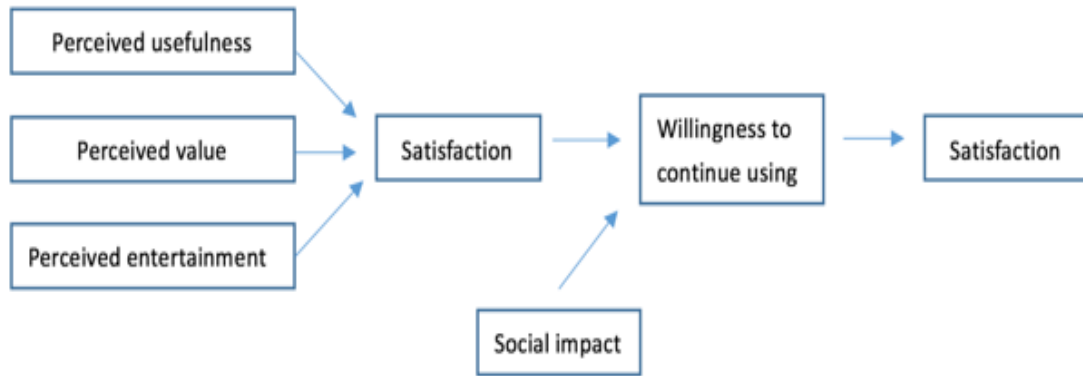 Perceived usefulness
Perceived value
Perceived entertainment
Satisfaction
Willingness to
continue using
Satisfaction
Social impact